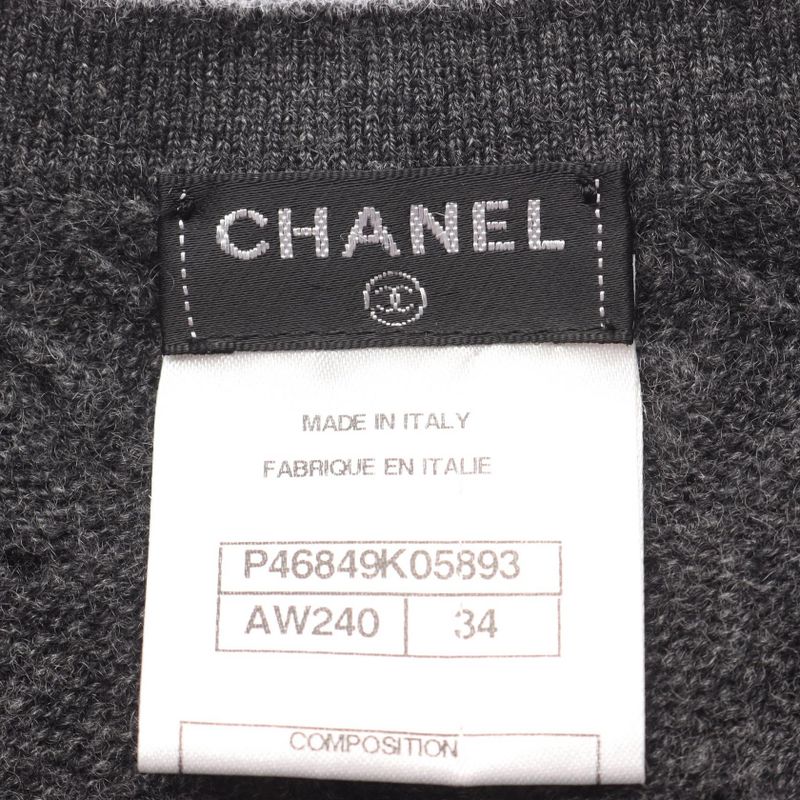 CHANEL
MADE IN ITALY
FABRIQUE EN ITALIE
P46849K05893
AW240 34
COMPOSITION